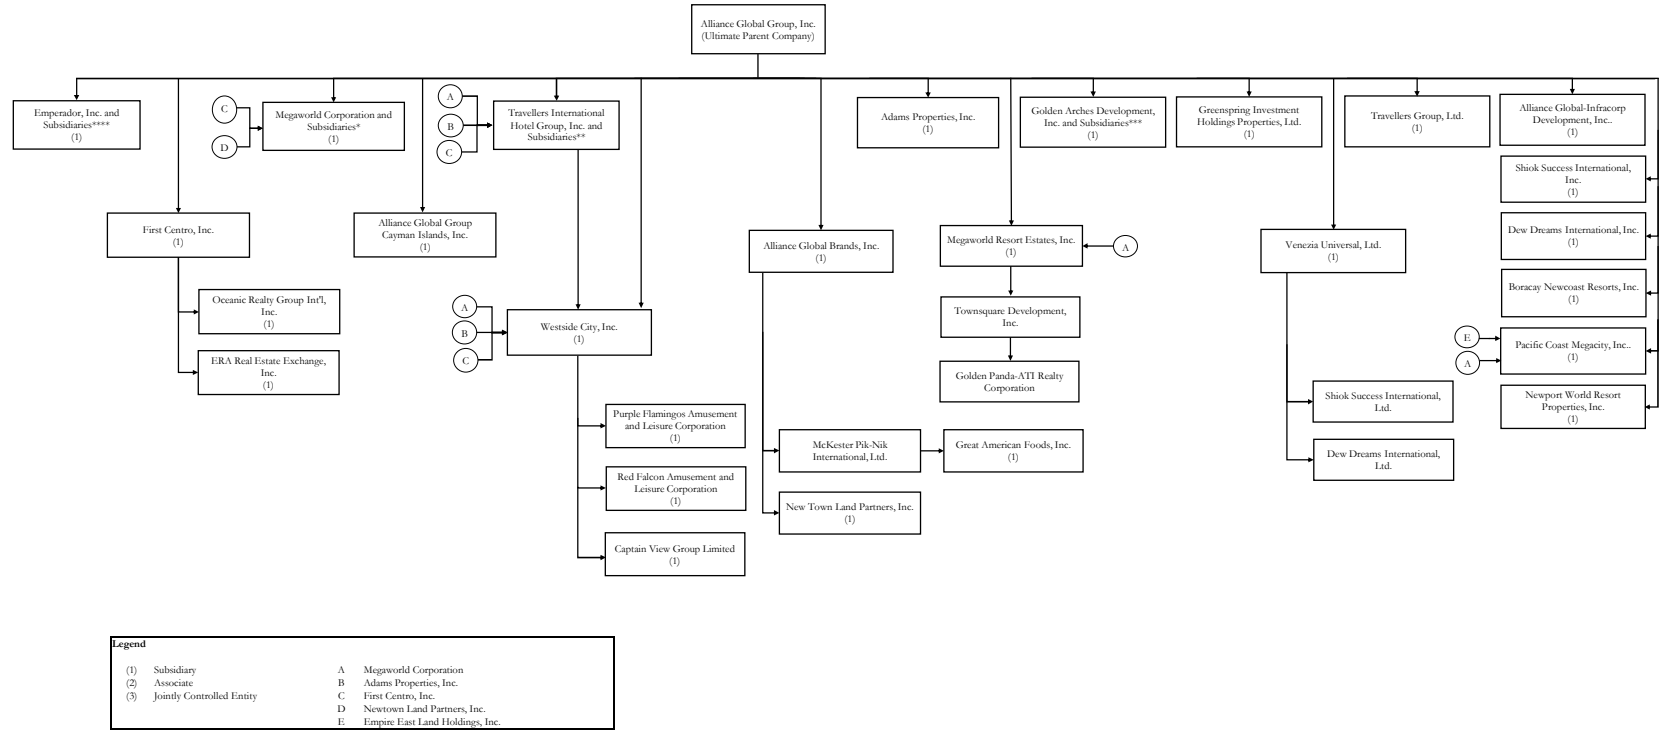 Alliance Global Group, Inc.
(Ultimate Parent Company)
Emperador, Inc. and
Subsidiaries****
(1)
C
D
Megaworld Corporation and
Subsidiaries*
(1)
A
B
C
Travellers International
Hotel Group, Inc. and
Subsidiaries**
Adams Properties, Inc.
(1)
Golden Arches Development,
Inc. and Subsidiaries***
(1)
Greenspring Investment
Holdings Properties, Ltd.
(1)
Travellers Group, Ltd.
(1)
Alliance Global-Infracorp
Development, Inc..
(1)
Shiok Success International,
Inc.
(1)
First Centro, Inc.
(1)
Alliance Global Group
Cayman Islands, Inc.
(1)
Alliance Global Brands, Inc.
(1)
Megaworld Resort Estates, Inc.
(1)
A
Venezia Universal, Ltd.
(1)
Dew Dreams International, Inc.
(1)
Boracay Newcoast Resorts, Inc.
(1)
Oceanic Realty Group Int'l,
Inc.
(1)
A
B
C
Westside City, Inc.
(1)
Townsquare Development,
Inc.
E
A
Pacific Coast Megacity, Inc..
(1)
ERA Real Estate Exchange,
Inc.
(1)
Golden Panda-ATI Realty
Corporation
Shiok Success International,
Ltd.
Newport World Resort
Properties, Inc.
(1)
Purple Flamingos Amusement
and Leisure Corporation
(1)
McKester Pik-Nik
International, Ltd.
Great American Foods, Inc.
(1)
Dew Dreams International,
Ltd.
Red Falcon Amusement and
Leisure Corporation
(1)
New Town Land Partners, Inc.
(1)
Captain View Group Limited
(1)
Legend
(1) Subsidiary A Megaworld Corporation
(2) Associate B Adams Properties, Inc.
(3) Jointly Controlled Entity C First Centro, Inc.
D Newtown Land Partners, Inc.
E Empire East Land Holdings, Inc.